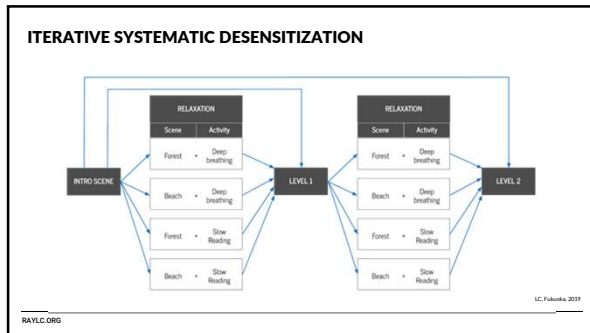 ITERATIVE SYSTEMATIC DESENSITIZATION
RELAXATION
Scene Activity
Forest + Deep
breathing
Beach + Deep
breathing
Forest + Slow
Reading
Beach + Slow
Reading
INTRO SCENE
LEVEL 1
RELAXATION
Scene Activity
Forest + Deep
breathing
Beach + Deep
breathing
Forest + Slow
Reading
Beach + Slow
Reading
LEVEL 2
LC, Fukuoka, 2019
RAYLC.ORG